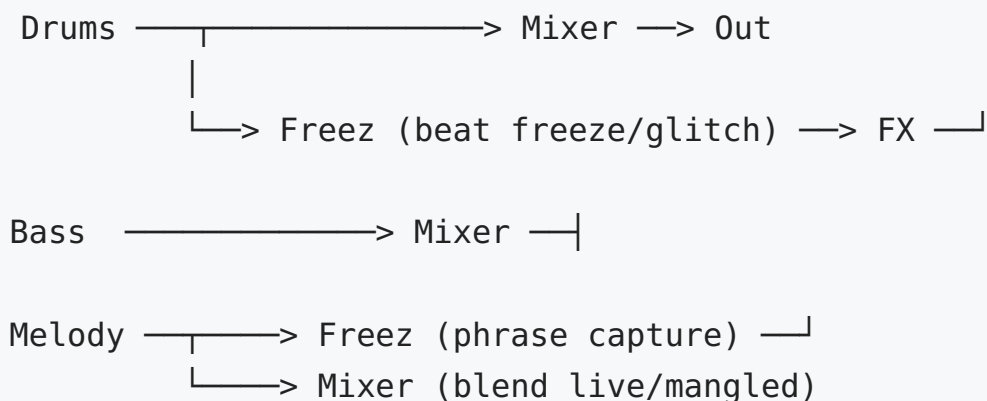 Drums ───┬──────────────> Mixer ──> Out
│
└──> Freez (beat freeze/glitch) ──> FX ──┘
Bass ─────────────> Mixer ──┤
Melody ──┬─────> Freez (phrase capture) ──┘
└─────> Mixer (blend live/mangled)